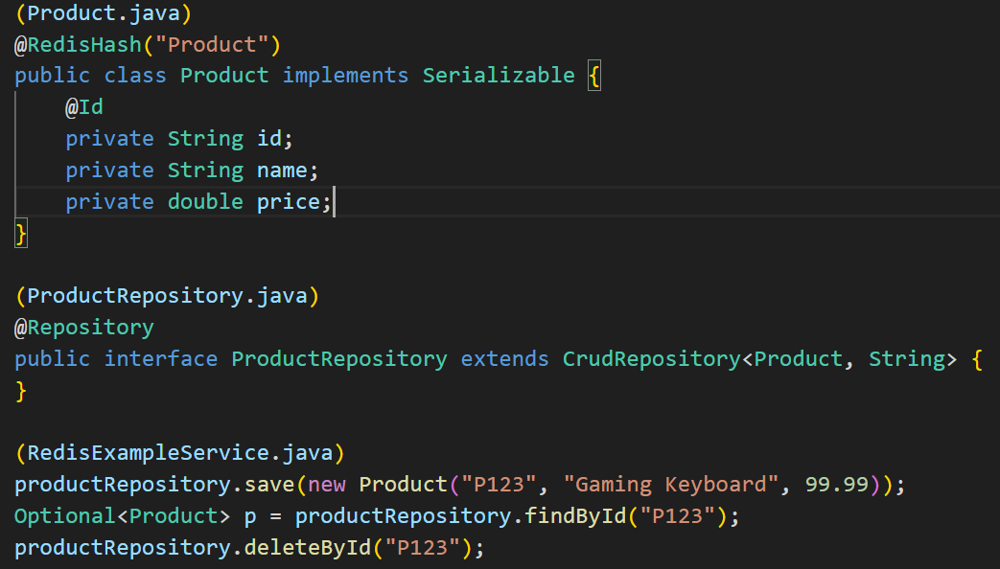 (Product.java)
@RedisHash("Product")
public class Product implements Serializable {
    @Id
    private String id;
    private String name;
    private double price;
}

(ProductRepository.java)
@Repository
public interface ProductRepository extends CrudRepository<Product, String> {
}

(RedisExampleService.java)
productRepository.save(new Product("P123", "Gaming Keyboard", 99.99));
Optional<Product> p = productRepository.findById("P123");
productRepository.deleteById("P123");